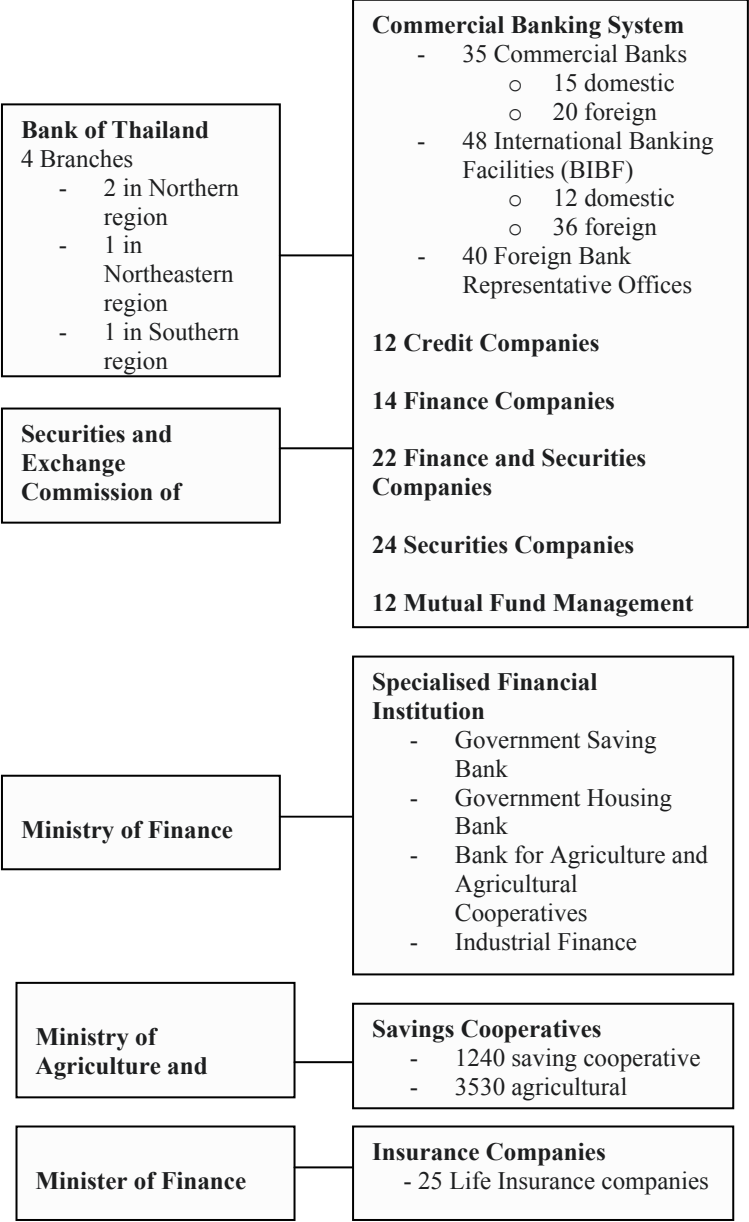 Bank of Thailand
4 Branches
- 2 in Northern
region
- 1 in
Northeastern
region
- 1 in Southern
region
Commercial Banking System
- 35 Commercial Banks
o 15 domestic
o 20 foreign
- 48 International Banking
Facilities (BIBF)
o 12 domestic
o 36 foreign
- 40 Foreign Bank
Representative Offices
12 Credit Companies
14 Finance Companies
22 Finance and Securities
Companies
24 Securities Companies
12 Mutual Fund Management
Securities and
Exchange
Commission of
Ministry of Finance
Specialised Financial
Institution
- Government Saving
Bank
- Government Housing
Bank
- Bank for Agriculture and
Agricultural
Cooperatives
- Industrial Finance
Ministry of
Agriculture and
Savings Cooperatives
- 1240 saving cooperative
- 3530 agricultural
Minister of Finance
Insurance Companies
- 25 Life Insurance companies